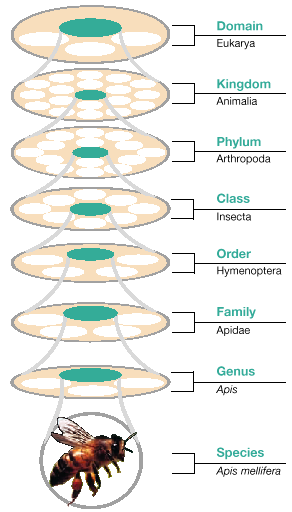 Domain
Eukarya
Kingdom
Animalia
Phylum
Arthropoda
Class
Insecta
Order
Hymenoptera
Family
Apidae
Genus
Apis
Species
Apis mellifera